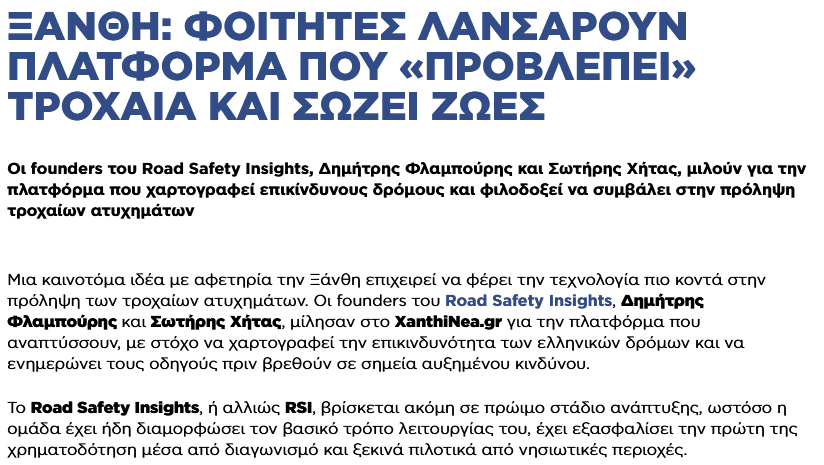 ΞΑΝΘΗ: ΦΟΙΤΗΤΕΣ ΛΑΝΣΑΡΟΥΝ
ΠΛΑΤΦΟΡΜΑ ΠΟΥ «ΠΡΟΒΛΕΠΕΙ»
ΤΡΟΧΑΙΑ ΚΑΙ ΣΩΖΕΙ ΖΩΕΣ
Οι founders του Road Safety Insights, Δημήτρης Φλαμπούρης και Σωτήρης Χήτας, μιλούν για την
πλατφόρμα που χαρτογραφεί επικίνδυνους δρόμους και φιλοδοξεί να συμβάλει στην πρόληψη
τροχαίων ατυχημάτων
Μια καινοτόμα ιδέα με αφετηρία την Ξάνθη επιχειρεί να φέρει την τεχνολογία πιο κοντά στην
πρόληψη των τροχαίων ατυχημάτων. Οι founders του Road Safety Insights, Δημήτρης
Φλαμπούρης και Σωτήρης Χήτας, μίλησαν στο XanthiNea.gr για την πλατφόρμα που
αναπτύσσουν, με στόχο να χαρτογραφεί την επικινδυνότητα των ελληνικών δρόμων και να
ενημερώνει τους οδηγούς πριν βρεθούν σε σημεία αυξημένου κινδύνου.
Το Road Safety Insights, ή αλλιώς RSI, βρίσκεται ακόμη σε πρώιμο στάδιο ανάπτυξης, ωστόσο η
ομάδα έχει ήδη διαμορφώσει τον βασικό τρόπο λειτουργίας του, έχει εξασφαλίσει την πρώτη της
χρηματοδότηση μέσα από διαγωνισμό και ξεκινά πιλοτικά από νησιωτικές περιοχές.